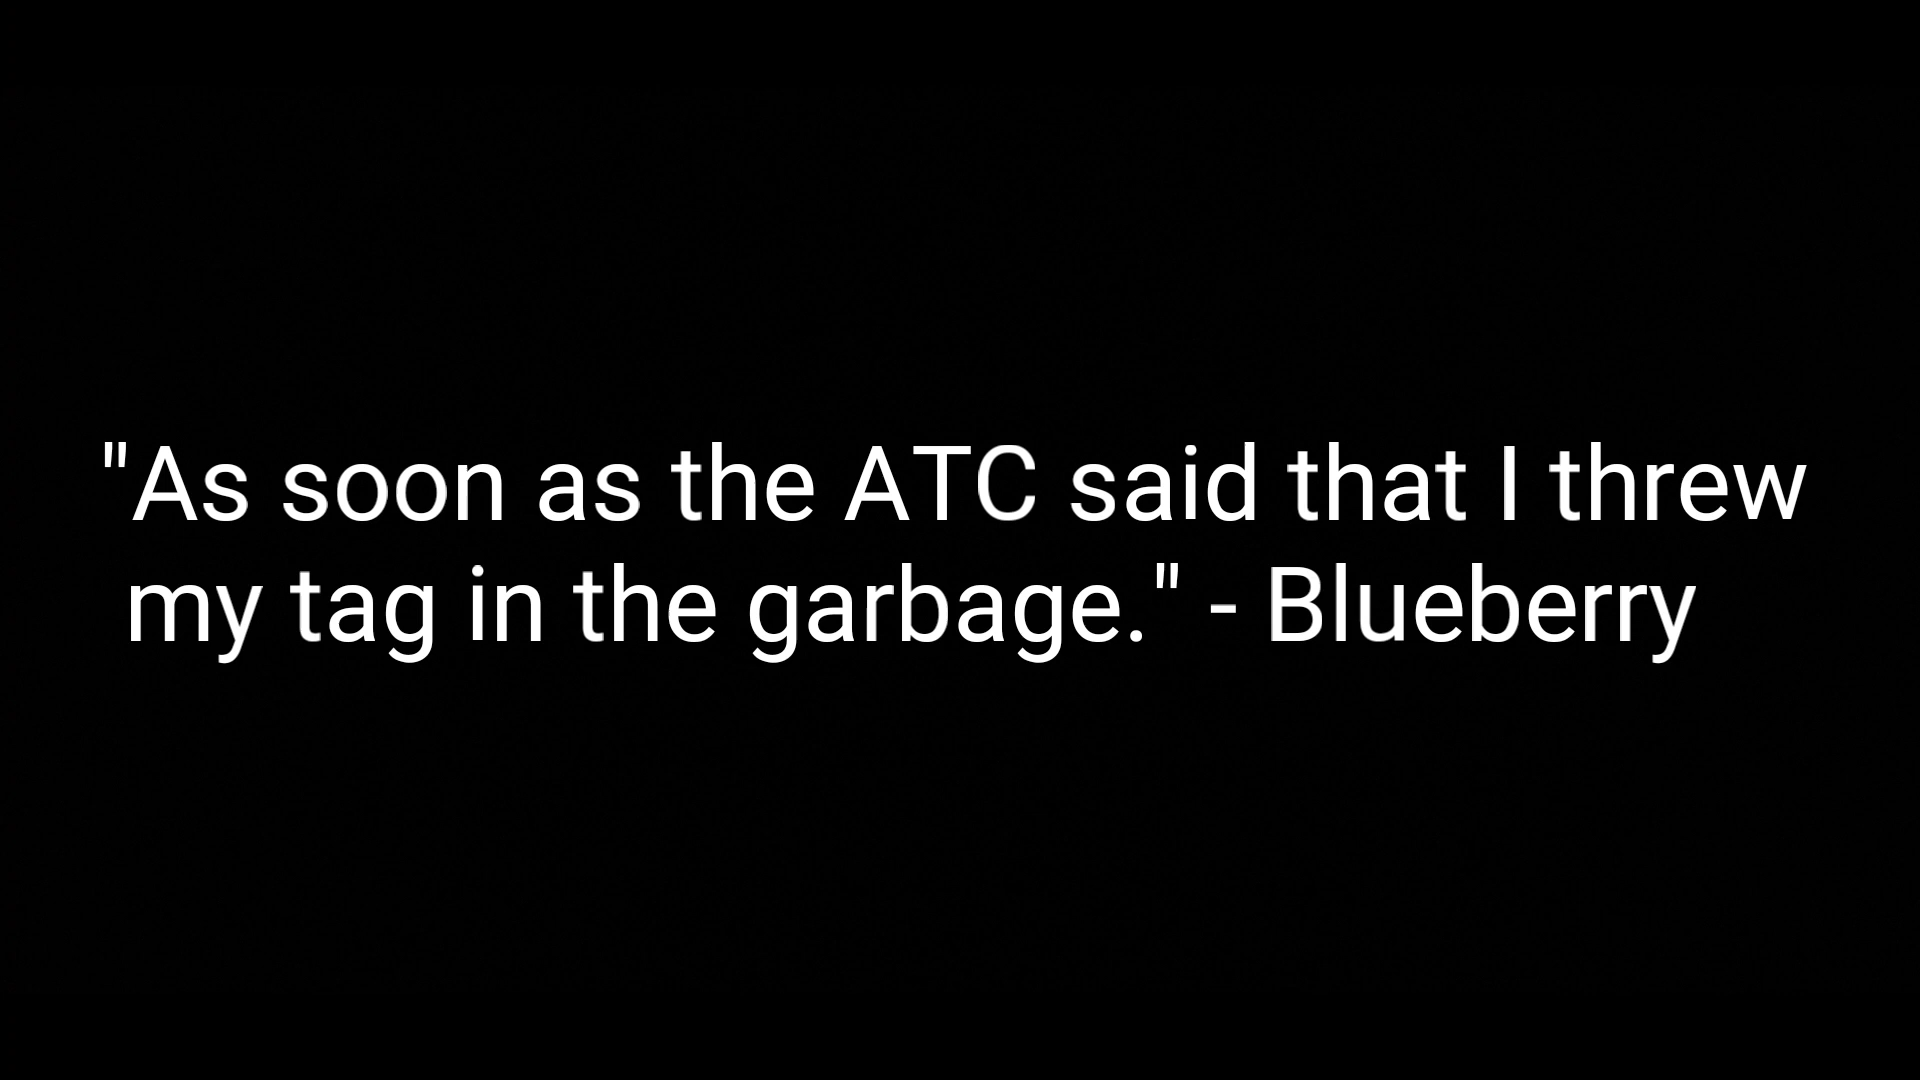 "As soon as the ATC said that I threw
my tag in the garbage." - Blueberry